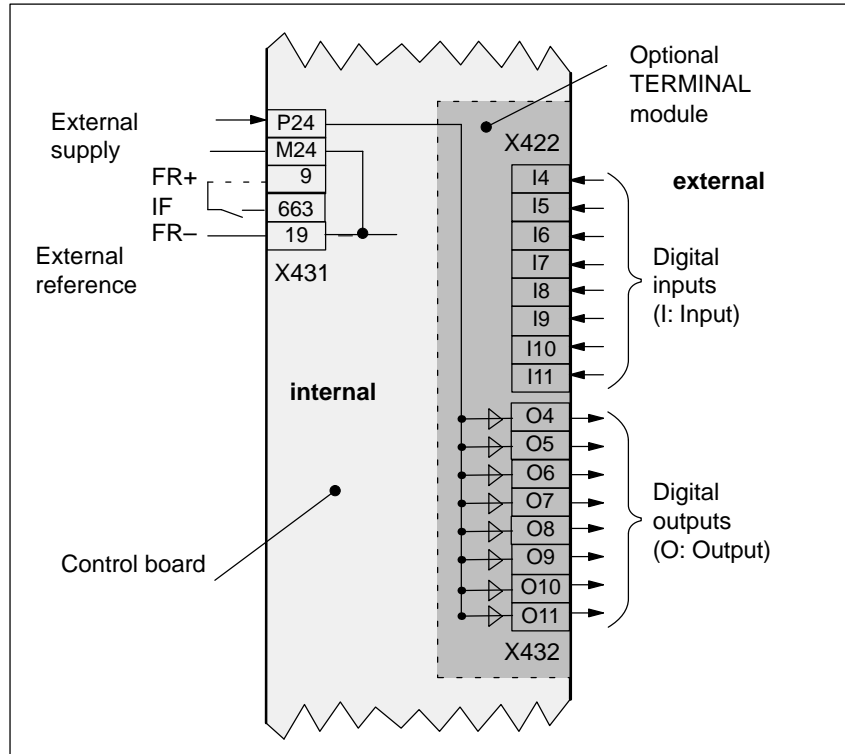 Optional
TERMINAL
module
External
supply
P24
M24
FR+
9
IF
663
FR–
19
External
reference
X431
X422
external
I4
I5
I6
I7
I8
I9
I10
I11
Digital
inputs
(I: Input)
internal
O4
O5
O6
O7
O8
O9
O10
O11
Digital
outputs
(O: Output)
Control board
X432